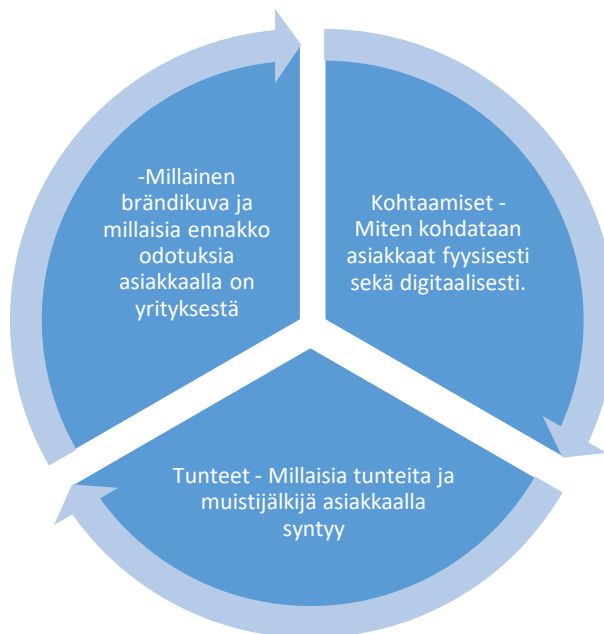 -Millainen
brändikuva ja
millaisia ennakko
odotuksia
asiakkaalla on
yrityksestä
Kohtaamiset -
Miten kohdataan
asiakkaat fyysisesti
sekä digitaalisesti.
Tunteet - Millaisia tunteita ja
muistijälkijä asiakkaalla
syntyy